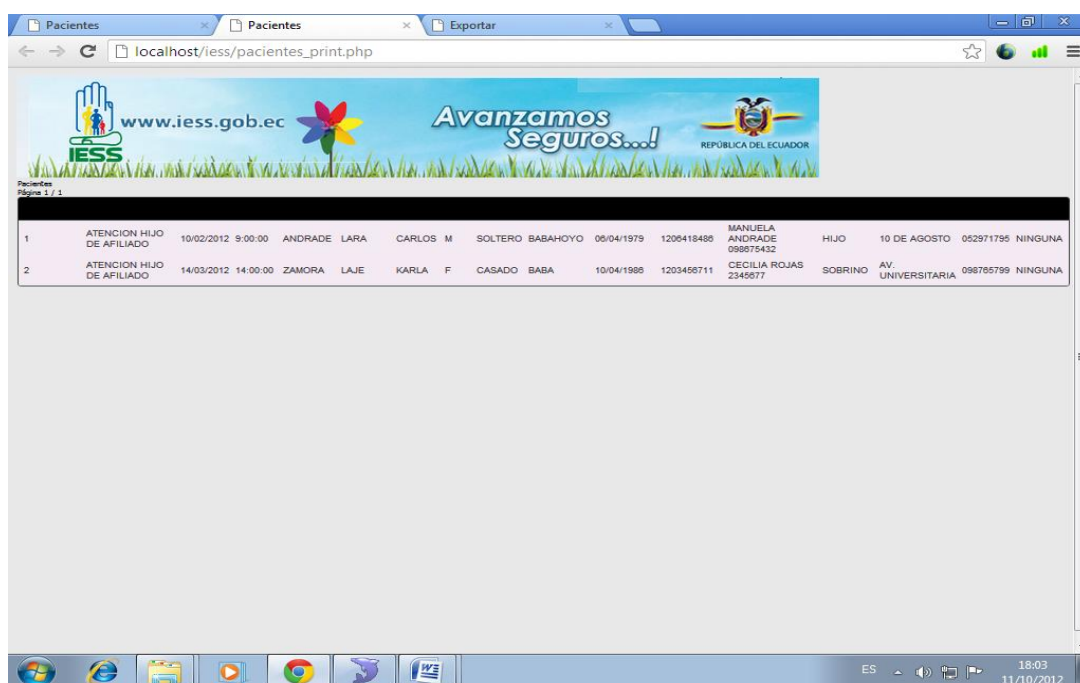 Pacientes
Pacientes
Exportar
localhost/iess/pacientes_print.php
www.iess.gob.ec
IESS
Avanzamos
Seguros...!
REPÚBLICA DEL ECUADOR
Pacientes
Página 1 / 1
1 ATENCION HIJO DE AFILIADO 10/02/2012 9:00:00 ANDRADE LARA CARLOS M SOLTERO BABAHOYO 06/04/1979 1206418486 MANUELA ANDRADE 098675432 HIJO 10 DE AGOSTO 052971795 NINGUNA
2 ATENCION HIJO DE AFILIADO 14/03/2012 14:00:00 ZAMORA LAJE KARLA F CASADO BABA 10/04/1986 1203456711 CECILIA ROJAS 2345677 SOBRINO AV. UNIVERSITARIA 098765799 NINGUNA
ES
18:03
11/10/2012